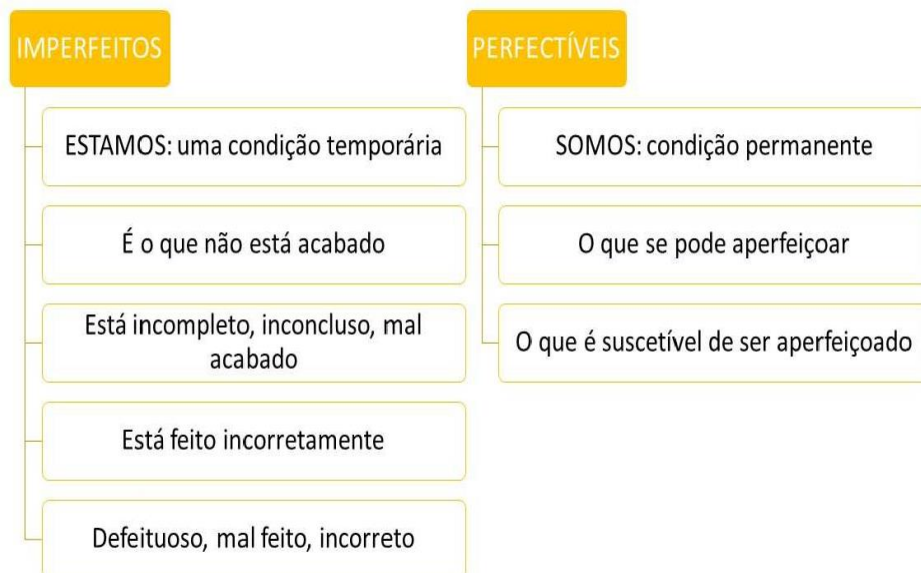 IMPERFEITOS
ESTAMOS: uma condição temporária
É o que não está acabado
Está incompleto, inconcluso, mal
acabado
Está feito incorretamente
Defeituoso, mal feito, incorreto
PERFECTÍVEIS
SOMOS: condição permanente
O que se pode aperfeiçoar
O que é suscetível de ser aperfeiçoado